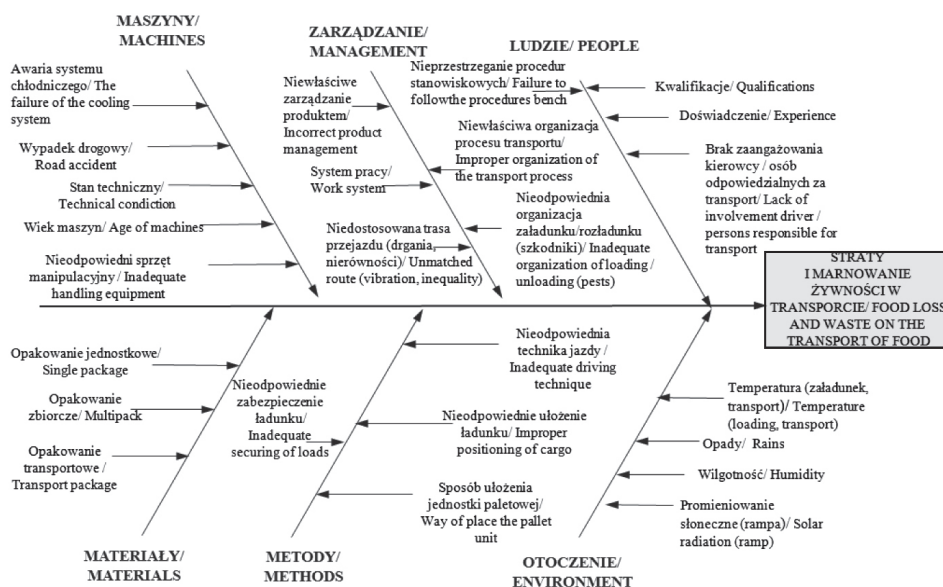 MASZYNY/
MACHINES
Awaria systemu
chłodniczego/ The
failure of the cooling
system
Wypadek drogowy/
Road accident
Stan techniczny/
Technical condiction
Wiek maszyn/ Age of machines
Nieodpowiedni sprzęt
manipulacyjny / Inadequate
handling equipment
ZARZĄDZANIE/
MANAGEMENT
Niewłaściwe
zarządzanie
produktem/
Incorrect product
management
System pracy/
Work system
Niedostosowana trasa
przejazdu (drgania,
nierówności)/ Unmatched
route (vibration, inequality)
Niewłaściwa organizacja
procesu transportu/
Improper organization of
the transport process
Nieodpowiednia
organizacja
załadunku/rozładunku
(szkodniki)/ Inadequate
organization of loading /
unloading (pests)
LUDZIE/ PEOPLE
Nieprzestrzeganie procedur
stanowiskowych/ Failure to
followthe procedures bench
Kwalifikacje/ Qualifications
Doświadczenie/ Experience
Brak zaangażowania
kierowcy / osób
odpowiedzialnych za
transport/ Lack of
involvement driver /
persons responsible for
transport
STRATY
I MARNOWANIE
ŻYWNOŚCI W
TRANSPORCIE/ FOOD LOSS
AND WASTE ON THE
TRANSPORT OF FOOD
Opakowanie jednostkowe/
Single package
Opakowanie
zbiorcze/ Multipack
Opakowanie
transportowe /
Transport package
MATERIAŁY/
MATERIALS
Nieodpowiednie
zabezpieczenie
ładunku/
Inadequate
securing of loads
Nieodpowiednia
technika jazdy /
Inadequate driving
technique
Nieodpowiednie ułożenie
ładunku/ Improper
positioning of cargo
Sposób ułożenia
jednostki paletowej/
Way of place the pallet
unit
METODY/
METHODS
Temperatura (załadunek,
transport)/ Temperature
(loading, transport)
Opady/ Rains
Wilgotność/ Humidity
Promieniowanie
słoneczne (rampa)/ Solar
radiation (ramp)
OTOCZENIE/
ENVIRONMENT